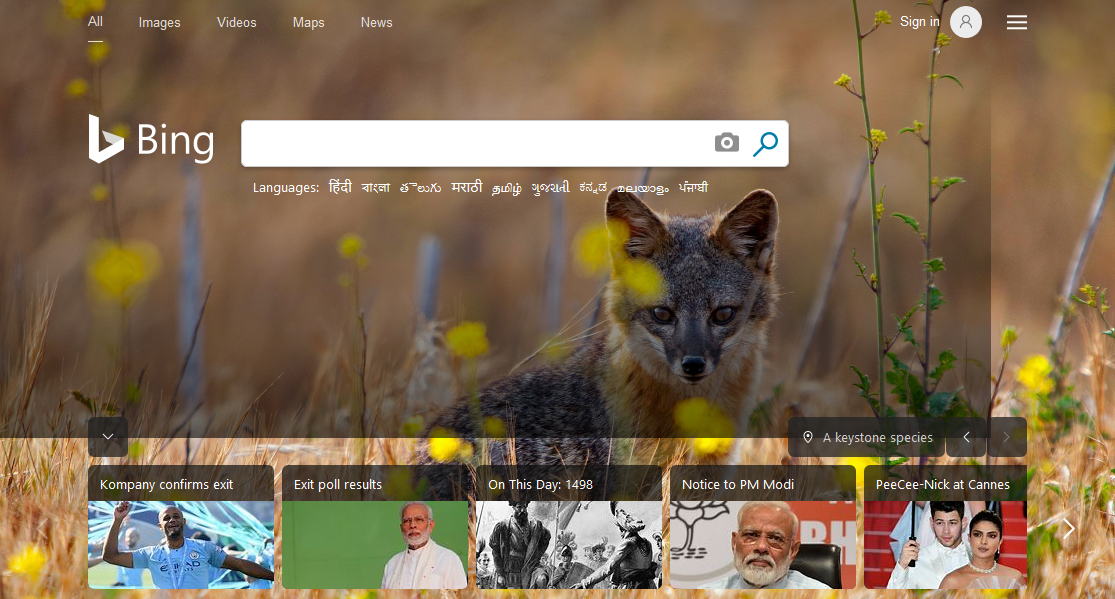 All Images Videos Maps News Sign in
Bing
Languages: हिंदी বাংলা తెలుగు मराठी தமிழ் ગુજરાતી ಕನ್ನಡ മലയാളം ਪੰਜਾਬੀ
A keystone species
Kompany confirms exit Exit poll results On This Day: 1498 Notice to PM Modi PeeCee-Nick at Cannes